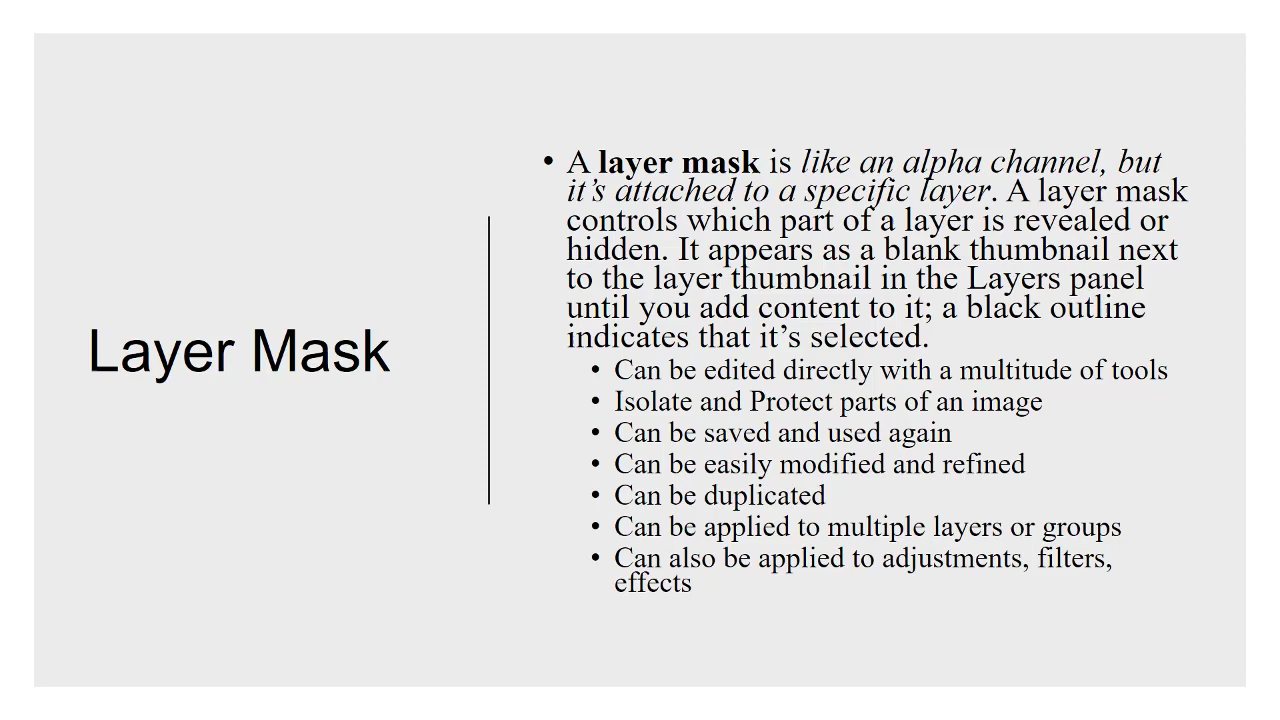 Layer Mask
• A layer mask is like an alpha channel, but
it’s attached to a specific layer. A layer mask
controls which part of a layer is revealed or
hidden. It appears as a blank thumbnail next
to the layer thumbnail in the Layers panel
until you add content to it; a black outline
indicates that it’s selected.
• Can be edited directly with a multitude of tools
• Isolate and Protect parts of an image
• Can be saved and used again
• Can be easily modified and refined
• Can be duplicated
• Can be applied to multiple layers or groups
• Can also be applied to adjustments, filters,
effects